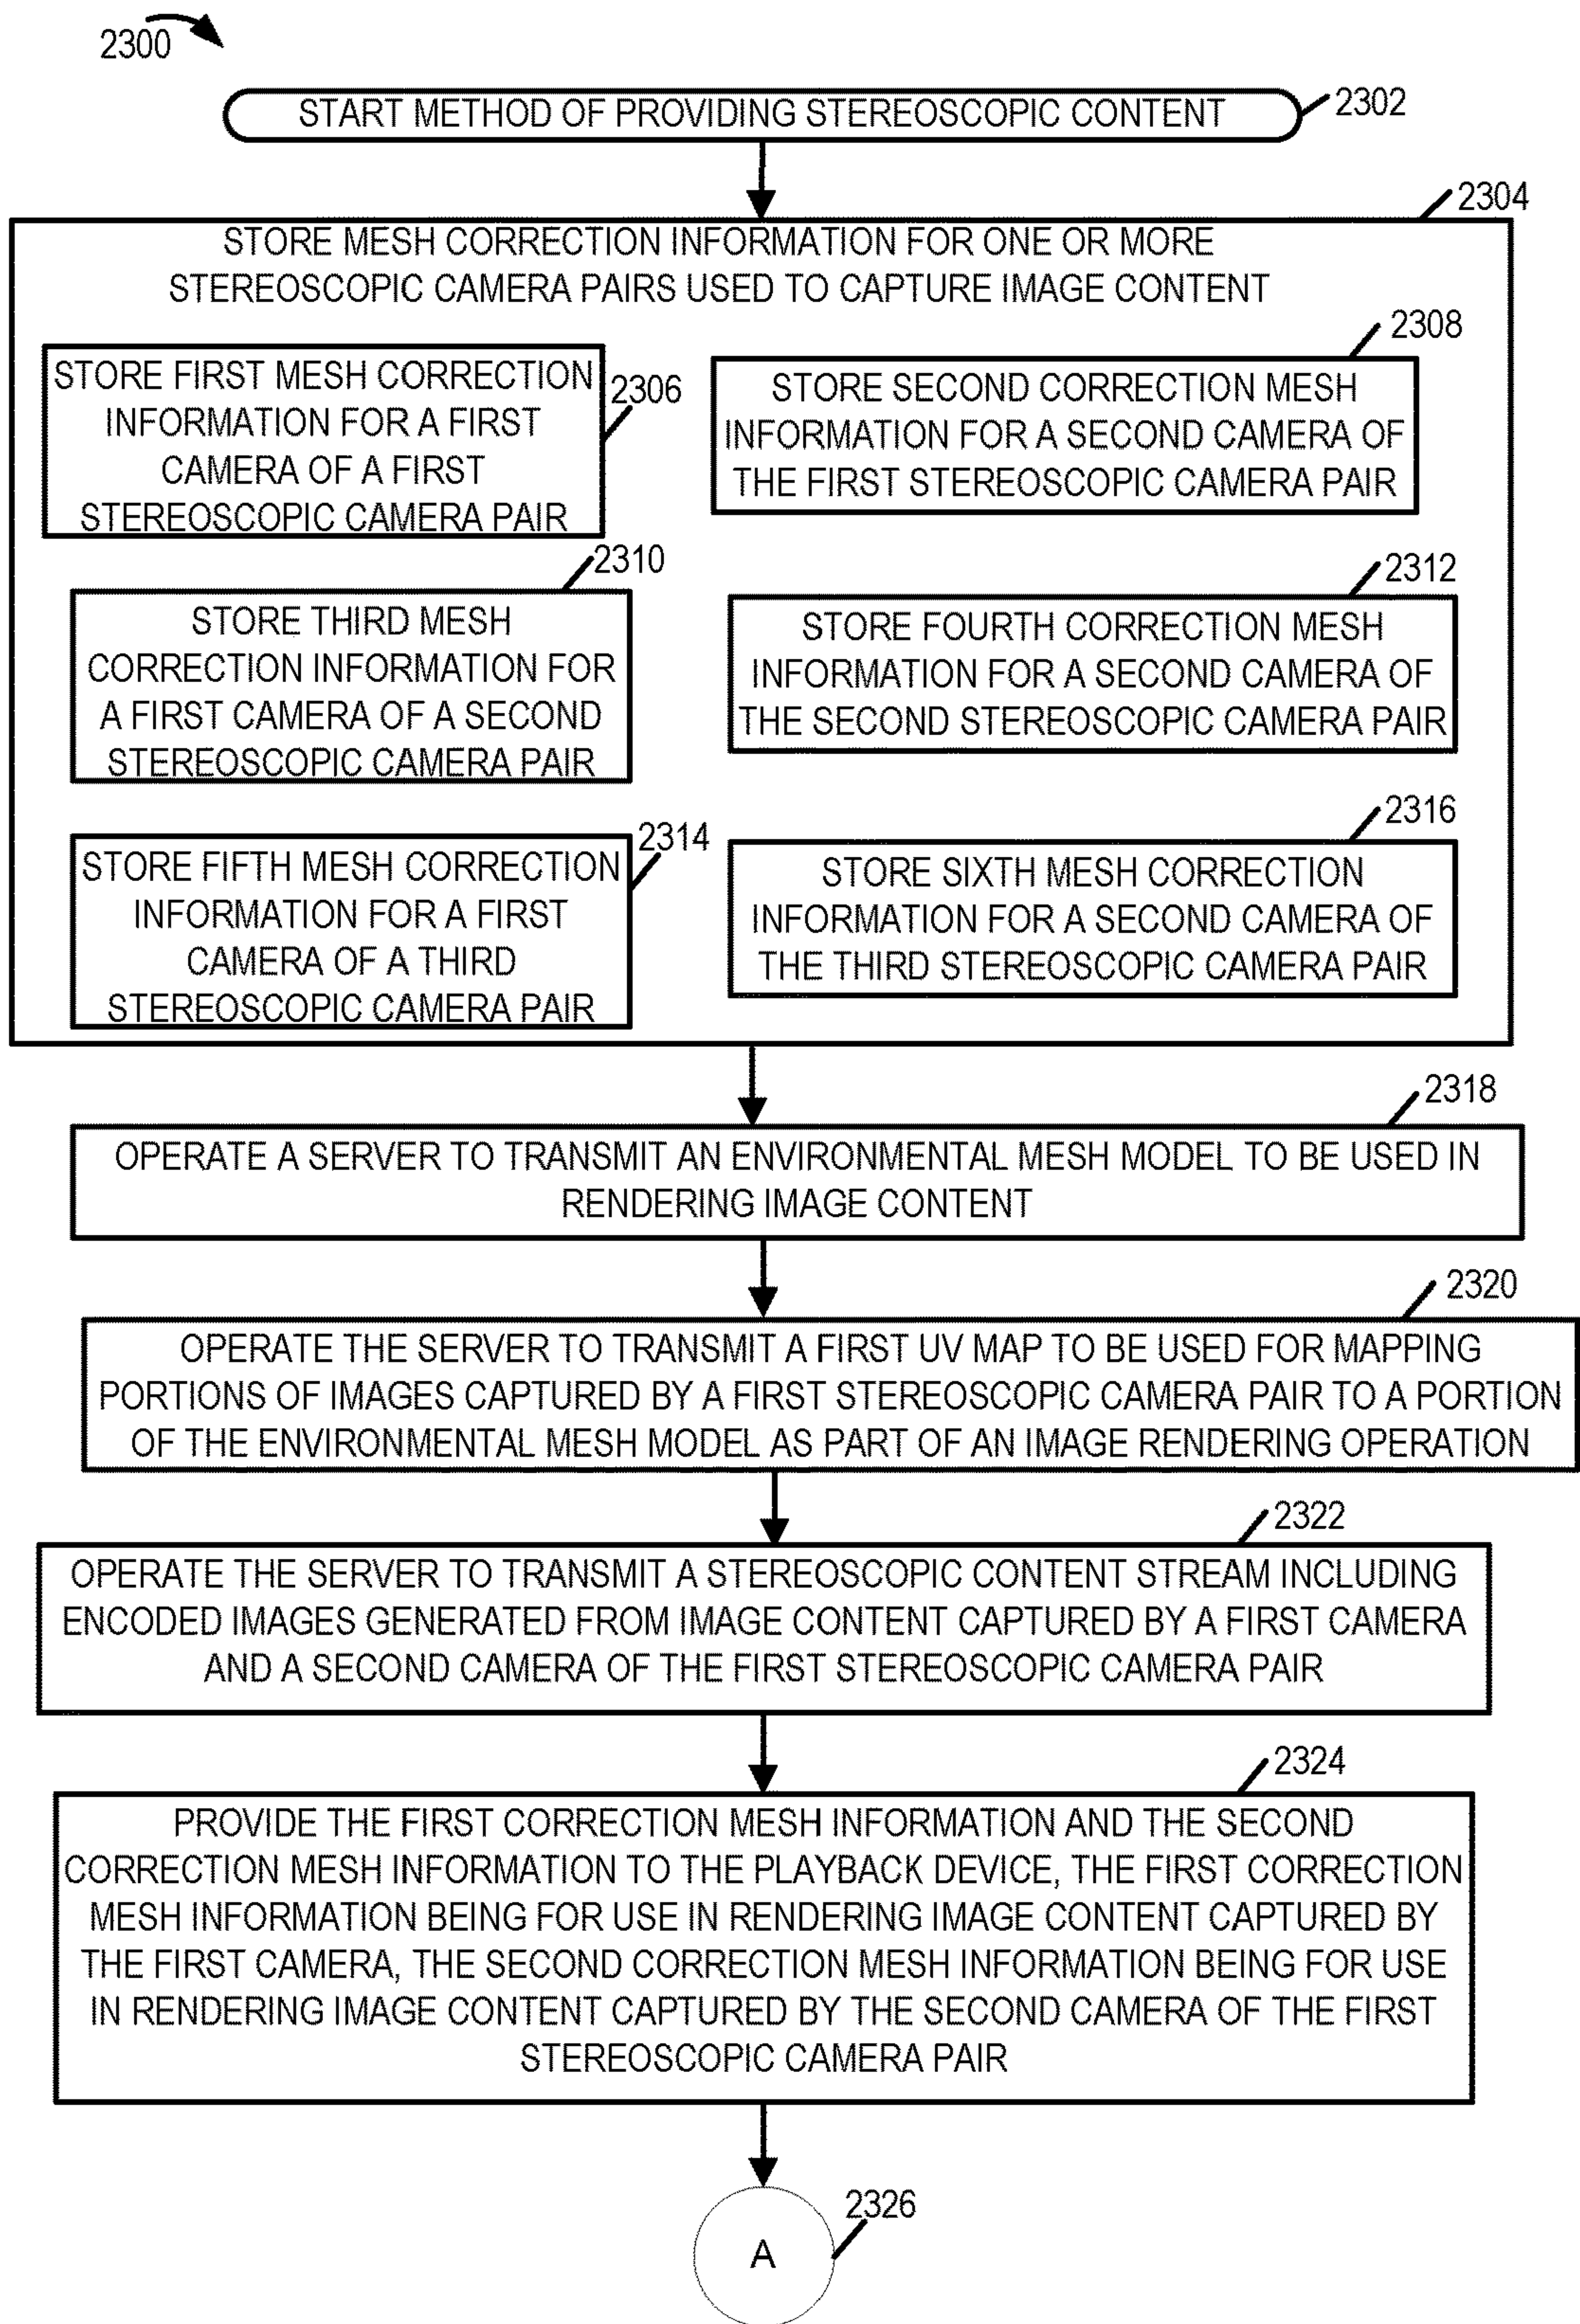 2300
START METHOD OF PROVIDING STEREOSCOPIC CONTENT
2302
2304
STORE MESH CORRECTION INFORMATION FOR ONE OR MORE
STEREOSCOPIC CAMERA PAIRS USED TO CAPTURE IMAGE CONTENT
STORE FIRST MESH CORRECTION
INFORMATION FOR A FIRST
CAMERA OF A FIRST
STEREOSCOPIC CAMERA PAIR
2306
2308
STORE SECOND CORRECTION MESH
INFORMATION FOR A SECOND CAMERA OF
THE FIRST STEREOSCOPIC CAMERA PAIR
2310
STORE THIRD MESH
CORRECTION INFORMATION FOR
A FIRST CAMERA OF A SECOND
STEREOSCOPIC CAMERA PAIR
2312
STORE FOURTH CORRECTION MESH
INFORMATION FOR A SECOND CAMERA OF
THE SECOND STEREOSCOPIC CAMERA PAIR
2314
STORE FIFTH MESH CORRECTION
INFORMATION FOR A FIRST
CAMERA OF A THIRD
STEREOSCOPIC CAMERA PAIR
2316
STORE SIXTH MESH CORRECTION
INFORMATION FOR A SECOND CAMERA OF
THE THIRD STEREOSCOPIC CAMERA PAIR
2318
OPERATE A SERVER TO TRANSMIT AN ENVIRONMENTAL MESH MODEL TO BE USED IN
RENDERING IMAGE CONTENT
2320
OPERATE THE SERVER TO TRANSMIT A FIRST UV MAP TO BE USED FOR MAPPING
PORTIONS OF IMAGES CAPTURED BY A FIRST STEREOSCOPIC CAMERA PAIR TO A PORTION
OF THE ENVIRONMENTAL MESH MODEL AS PART OF AN IMAGE RENDERING OPERATION
2322
OPERATE THE SERVER TO TRANSMIT A STEREOSCOPIC CONTENT STREAM INCLUDING
ENCODED IMAGES GENERATED FROM IMAGE CONTENT CAPTURED BY A FIRST CAMERA
AND A SECOND CAMERA OF THE FIRST STEREOSCOPIC CAMERA PAIR
2324
PROVIDE THE FIRST CORRECTION MESH INFORMATION AND THE SECOND
CORRECTION MESH INFORMATION TO THE PLAYBACK DEVICE, THE FIRST CORRECTION
MESH INFORMATION BEING FOR USE IN RENDERING IMAGE CONTENT CAPTURED BY
THE FIRST CAMERA, THE SECOND CORRECTION MESH INFORMATION BEING FOR USE
IN RENDERING IMAGE CONTENT CAPTURED BY THE SECOND CAMERA OF THE FIRST
STEREOSCOPIC CAMERA PAIR
2326
A